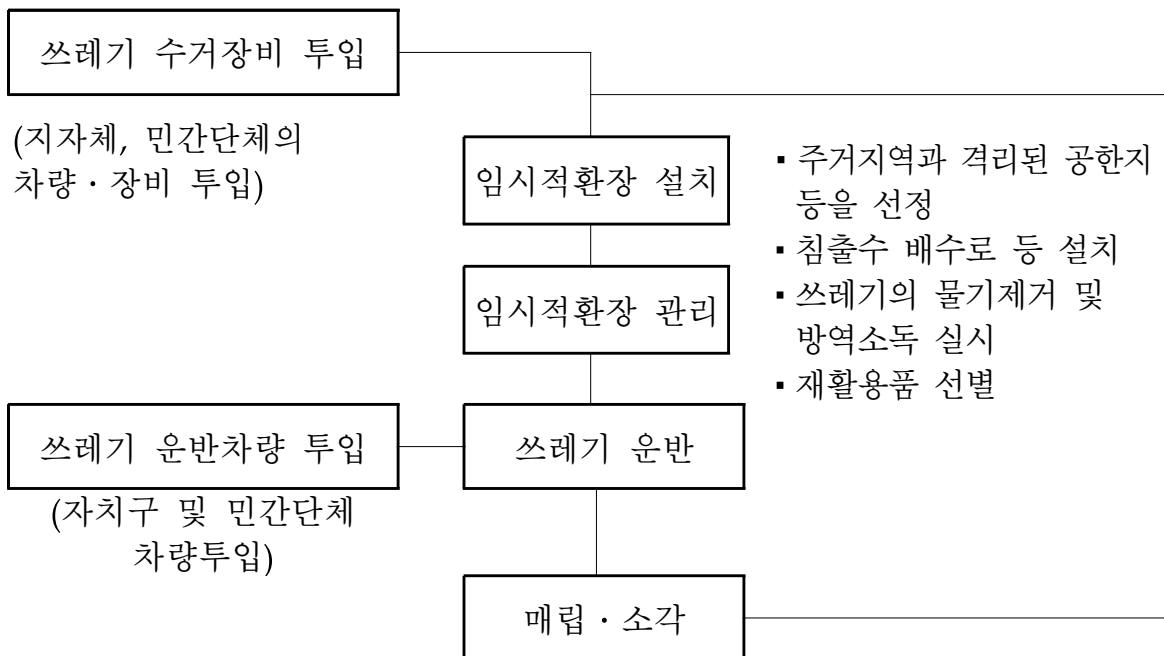 쓰레기 수거장비 투입
(지자체, 민간단체의
차량·장비 투입)
임시적환장 설치
▪ 주거지역과 격리된 공한지
등을 선정
▪ 침출수 배수로 등 설치
▪ 쓰레기의 물기제거 및
방역소독 실시
▪ 재활용품 선별
임시적환장 관리
쓰레기 운반차량 투입
(자치구 및 민간단체
차량투입)
쓰레기 운반
매립·소각